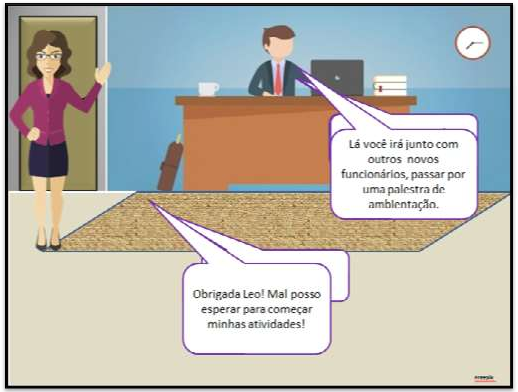 Lá você irá junto com
outros novos
funcionários, passar por
uma palestra de
ambientação.
Obrigada Leo! Mal posso
esperar para começar
minhas atividades!